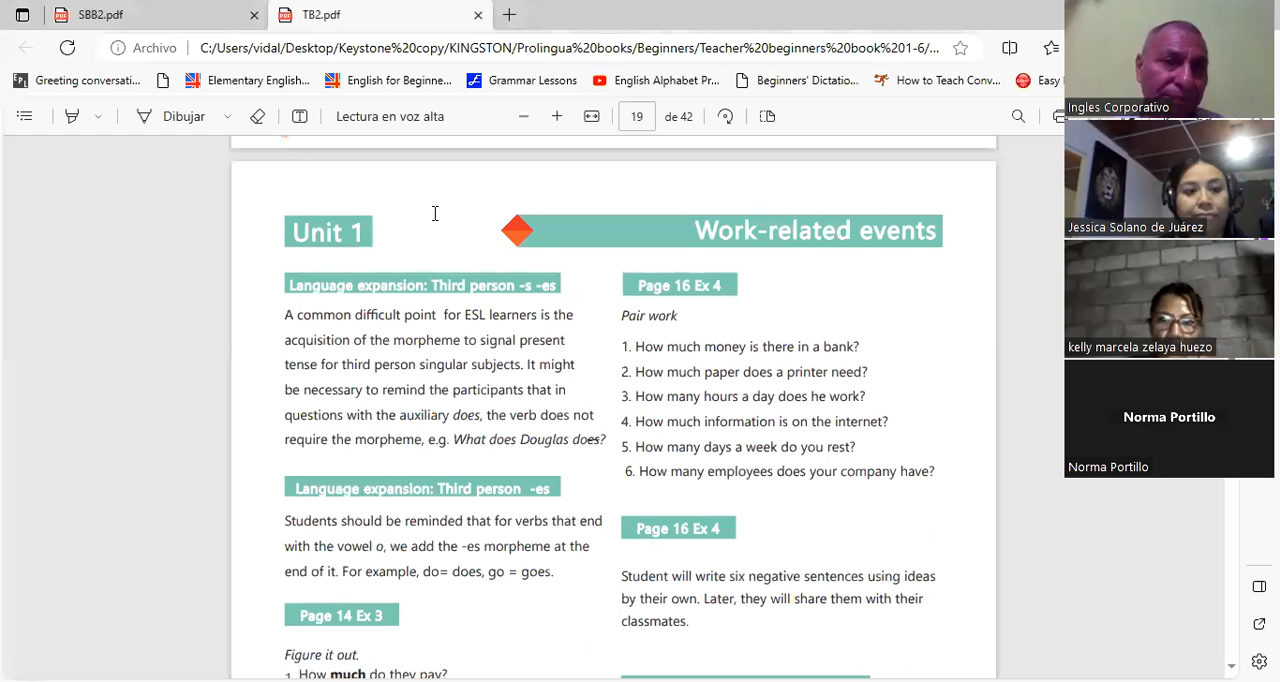 SBB2.pdf
TB2.pdf
Archivo
C:/Users/vidal/Desktop/Keystone%20copy/KINGSTON/Prolingua%20books/Beginners/Teacher%20beginners%20book%201-6/...
Greeting conversati...
Elementary English...
English for Beginne...
Grammar Lessons
English Alphabet Pr...
Beginners' Dictatio...
How to Teach Conv...
Easy
Dibujar
Lectura en voz alta
19
de 42
Unit 1
Work-related events
Language expansion: Third person -s -es
A common difficult point for ESL learners is the
acquisition of the morpheme to signal present
tense for third person singular subjects. It might
be necessary to remind the participants that in
questions with the auxiliary does, the verb does not
require the morpheme, e.g. What does Douglas does?
Language expansion: Third person -es
Students should be reminded that for verbs that end
with the vowel o, we add the -es morpheme at the
end of it. For example, do= does, go = goes.
Page 14 Ex 3
Figure it out.
1. How much do they pay?
Page 16 Ex 4
Pair work
1. How much money is there in a bank?
2. How much paper does a printer need?
3. How many hours a day does he work?
4. How much information is on the internet?
5. How many days a week do you rest?
6. How many employees does your company have?
Page 16 Ex 4
Student will write six negative sentences using ideas
by their own. Later, they will share them with their
classmates.
Ingles Corporativo
Jessica Solano de Juárez
kelly marcela zelaya huezo
Norma Portillo
Norma Portillo